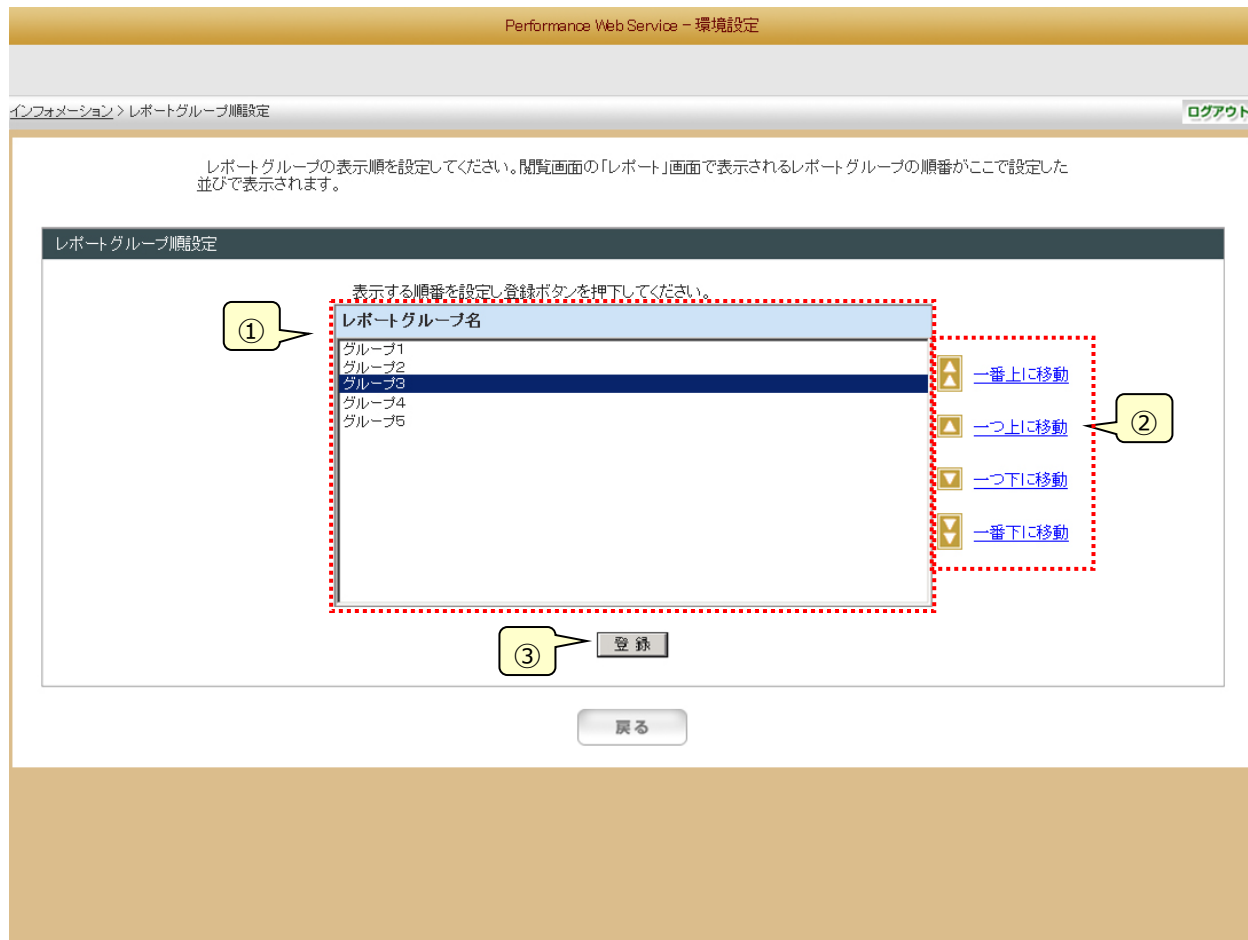 Performance Web Service - 環境設定
インフォメーション > レポートグループ順設定
ログアウト
レポートグループの表示順を設定してください。閲覧画面の「レポート」画面で表示されるレポートグループの順番がここで設定した
並びで表示されます。
レポートグループ順設定
表示する順番を設定し登録ボタンを押下してください。
①
レポートグループ名
グループ1
グループ2
グループ3
グループ4
グループ5
一番上に移動
一つ上に移動
②
一つ下に移動
一番下に移動
③
登録
戻る